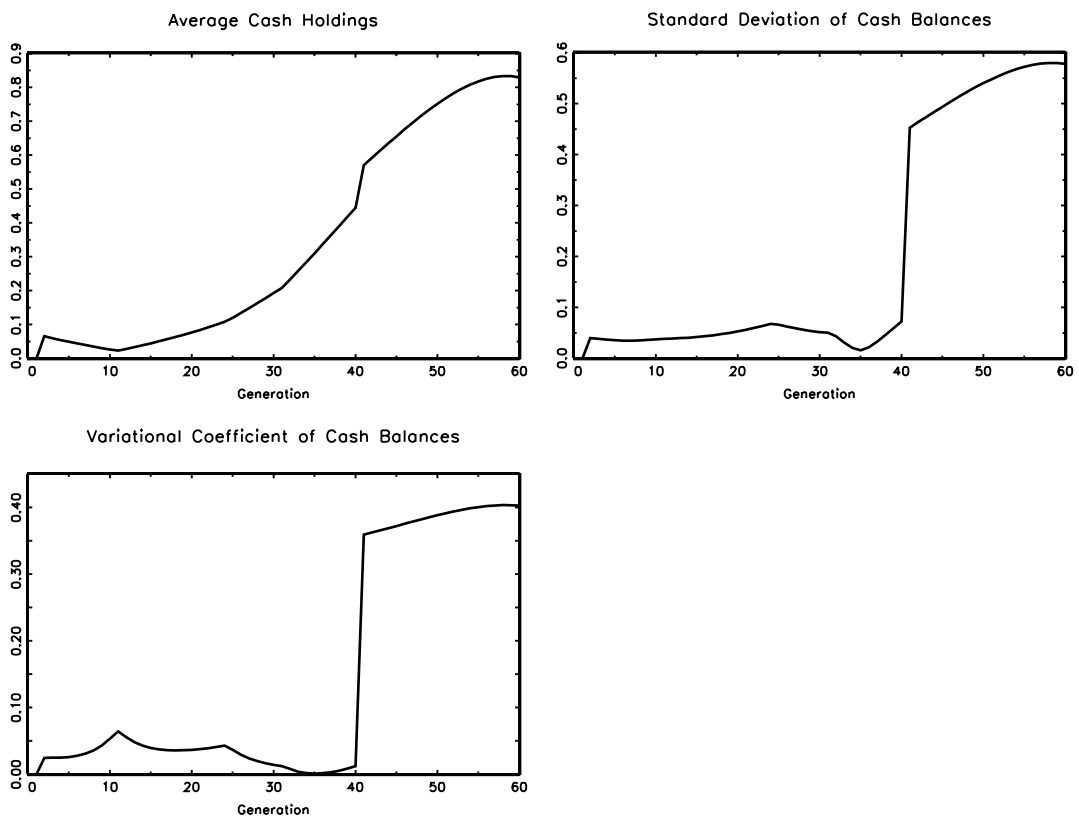 Average Cash Holdings
0.9
0.8
0.7
0.6
0.5
0.4
0.3
0.2
0.1
0.0
0 10 20 30 40 50 60
Generation
Standard Deviation of Cash Balances
0.6
0.5
0.4
0.3
0.2
0.1
0.0
0 10 20 30 40 50 60
Generation
Variational Coefficient of Cash Balances
0.40
0.30
0.20
0.10
0.00
0 10 20 30 40 50 60
Generation